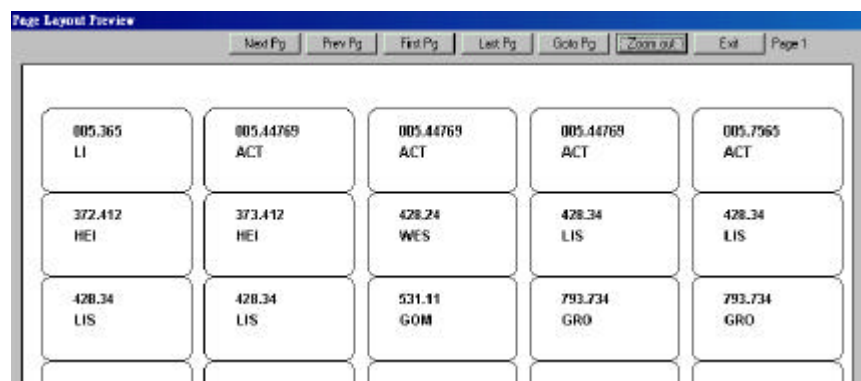 Page Layout Preview
Next Pg Prev Pg First Pg Last Pg Goto Pg Zoom out Exit Page 1
005.365 005.44769 005.44769 005.44769 005.7565
LI ACT ACT ACT ACT
372.412 373.412 428.24 428.34 428.34
HEI HEI WES LIS LIS
428.34 428.34 531.11 793.734 793.734
LIS LIS GOM GRO GRO